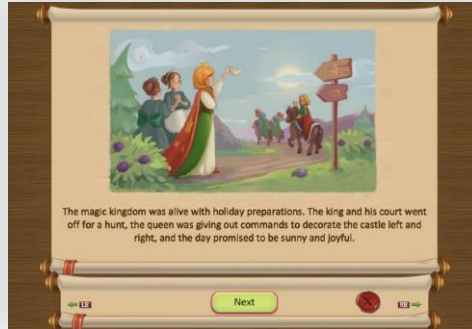 The magic kingdom was alive with holiday preparations. The king and his court went
off for a hunt, the queen was giving out commands to decorate the castle left and
right, and the day promised to be sunny and joyful.
LB
Next
X
RB